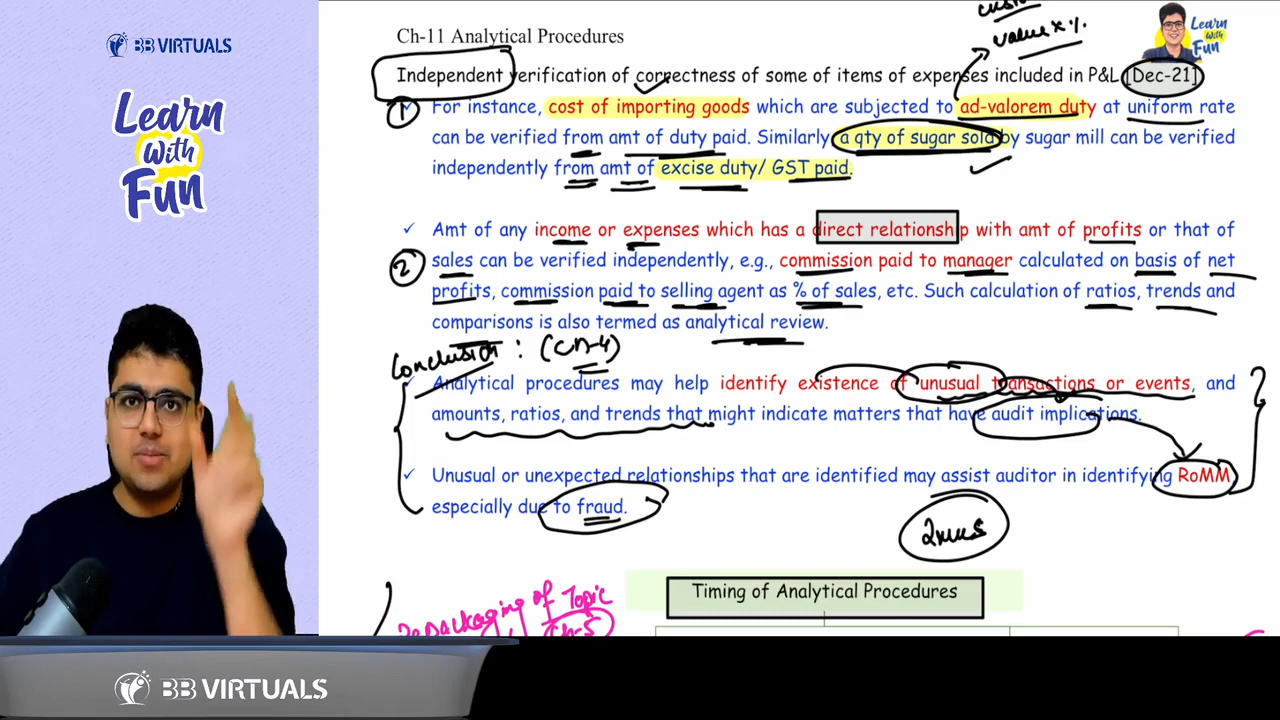 BB VIRTUALS
Learn
With
Fun
Ch-11 Analytical Procedures
value x %
Learn
With
Fun
Independent verification of correctness of some of items of expenses included in P&L [Dec-21]
1 For instance, cost of importing goods which are subjected to ad-valorem duty at uniform rate
can be verified from amt of duty paid. Similarly a qty of sugar sold by sugar mill can be verified
independently from amt of excise duty/ GST paid.
✓ Amt of any income or expenses which has a direct relationship with amt of profits or that of
2 sales can be verified independently, e.g., commission paid to manager calculated on basis of net
profits, commission paid to selling agent as % of sales, etc. Such calculation of ratios, trends and
comparisons is also termed as analytical review.
Conclusion : (Ch-4)
Analytical procedures may help identify existence of unusual transactions or events, and
amounts, ratios, and trends that might indicate matters that have audit implications.
✓ Unusual or unexpected relationships that are identified may assist auditor in identifying RoMM
especially due to fraud.
2 mks
Timing of Analytical Procedures
Repackaging of Topic
Ch-5
BB VIRTUALS